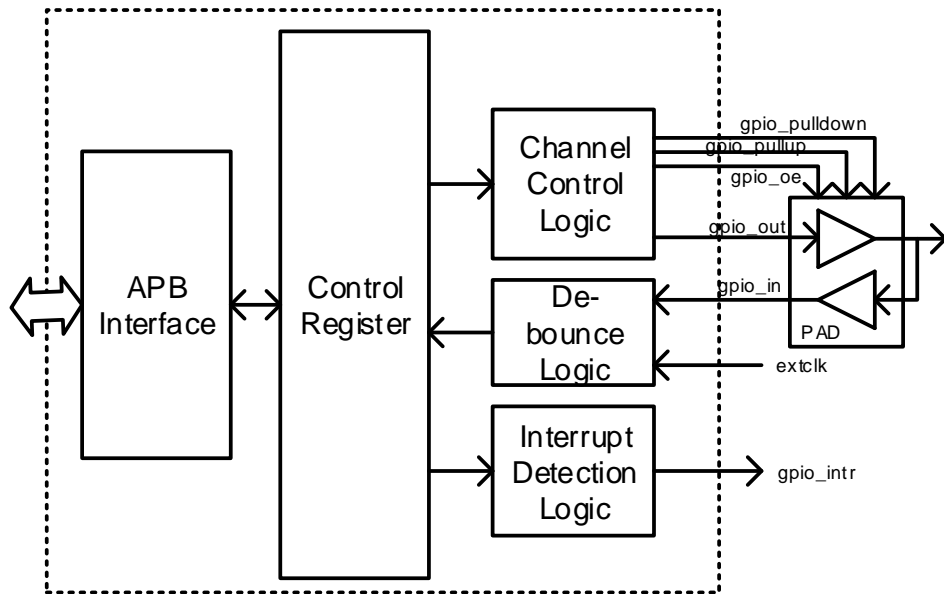 APB
Interface
Control
Register
Channel
Control
Logic
De-
bounce
Logic
Interrupt
Detection
Logic
gpio_pulldown
gpio_pullup
gpio_oe
gpio_out
gpio_in
PAD
extclk
gpio_intr